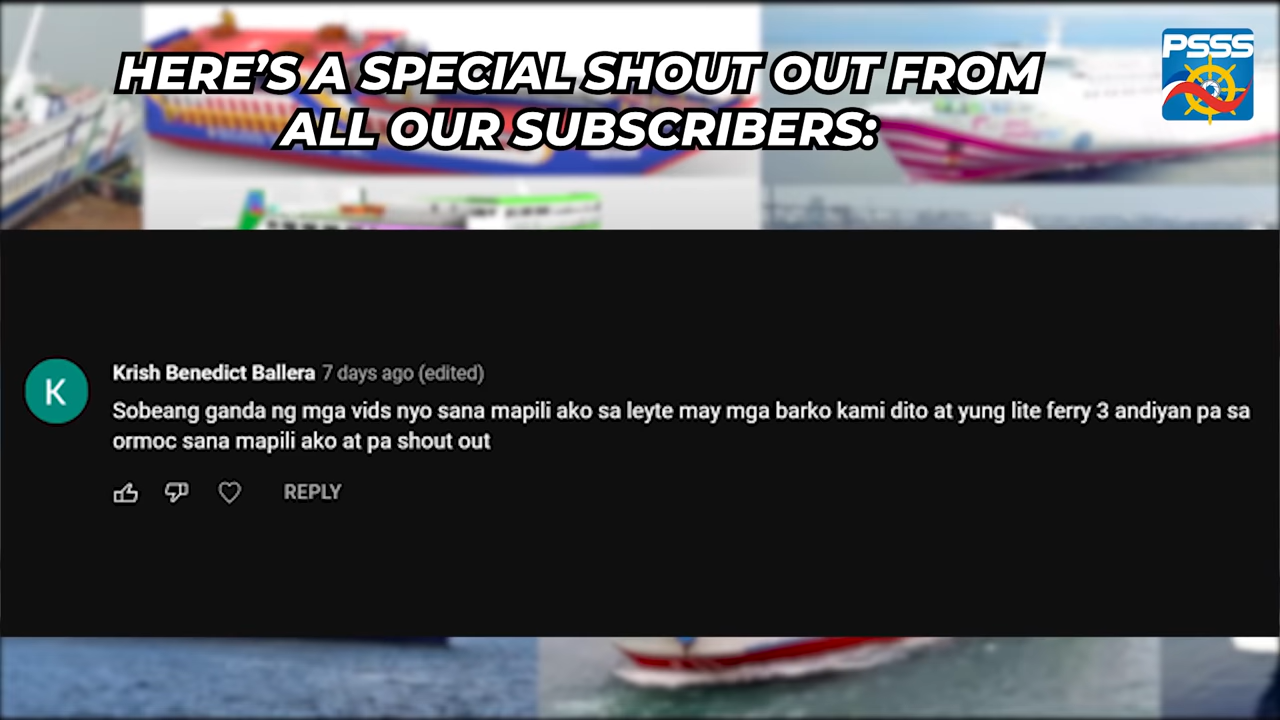 HERE'S A SPECIAL SHOUT OUT FROM
ALL OUR SUBSCRIBERS:
PSSS
K
Krish Benedict Ballera 7 days ago (edited)
Sobeang ganda ng mga vids nyo sana mapili ako sa leyte may mga barko kami dito at yung lite ferry 3 andiyan pa sa
ormoc sana mapili ako at pa shout out
REPLY